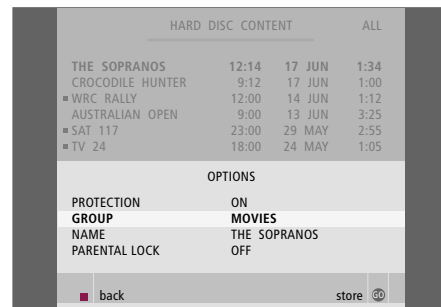 HARD DISC CONTENT ALL
THE SOPRANOS 12:14 17 JUN 1:34
CROCODILE HUNTER 9:12 17 JUN 1:00
WRC RALLY 12:00 14 JUN 1:12
AUSTRALIAN OPEN 9:00 13 JUN 3:25
SAT 117 23:00 29 MAY 2:55
TV 24 18:00 24 MAY 1:05
OPTIONS
PROTECTION ON
GROUP MOVIES
NAME THE SOPRANOS
PARENTAL LOCK OFF
back store GO